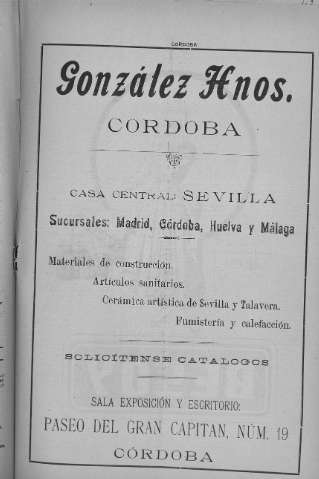 CORDOBA
González Hnos.
CORDOBA
CASA CENTRAL: SEVILLA
Sucursales: Madrid, Córdoba, Huelva y Málaga
Materiales de construcción.
Artículos sanitarios.
Cerámica artística de Sevilla y Talavera.
Fumistería y calefacción.
SOLICÍTENSE CATALOGOS
SALA EXPOSICIÓN Y ESCRITORIO:
PASEO DEL GRAN CAPITAN, NÚM. 19
CÓRDOBA